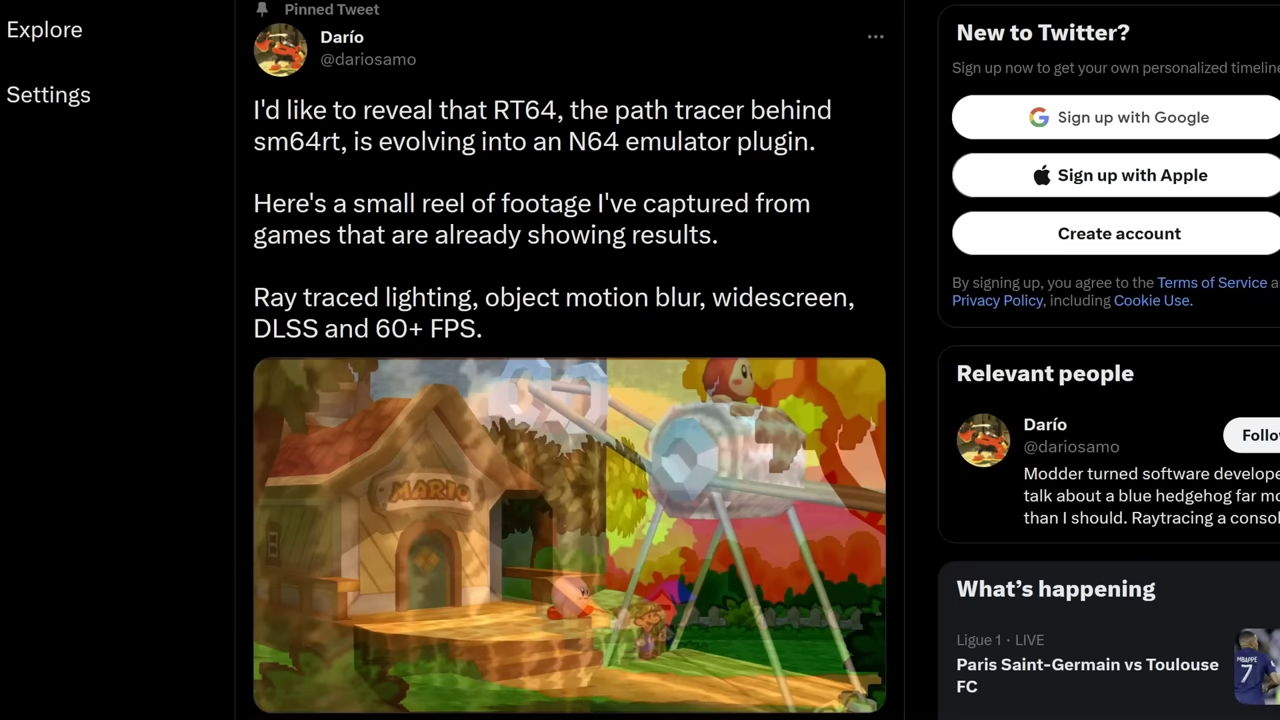 Explore
Settings
Pinned Tweet
Darío
@dariosamo
I'd like to reveal that RT64, the path tracer behind
sm64rt, is evolving into an N64 emulator plugin.
Here's a small reel of footage I've captured from
games that are already showing results.
Ray traced lighting, object motion blur, widescreen,
DLSS and 60+ FPS.
MARIO
New to Twitter?
Sign up now to get your own personalized timeline
Sign up with Google
Sign up with Apple
Create account
By signing up, you agree to the Terms of Service a
Privacy Policy, including Cookie Use.
Relevant people
Darío
@dariosamo
Follo
Modder turned software develope
talk about a blue hedgehog far mo
than I should. Raytracing a consol
What's happening
Ligue 1 · LIVE
Paris Saint-Germain vs Toulouse
FC
MBAPPE
7